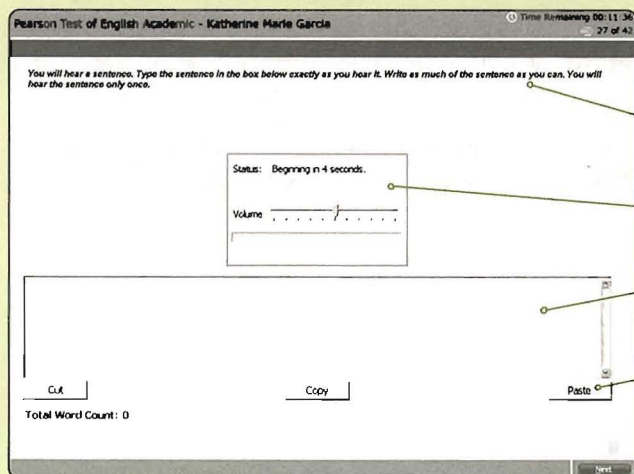 Pearson Test of English Academic - Katherine Marie Garcia
Time Remaining 00:11:36
27 of 42
You will hear a sentence. Type the sentence in the box below exactly as you hear it. Write as much of the sentence as you can. You will
hear the sentence only once.
Status: Beginning in 4 seconds.
Volume
Cut
Copy
Paste
Total Word Count: 0
Next